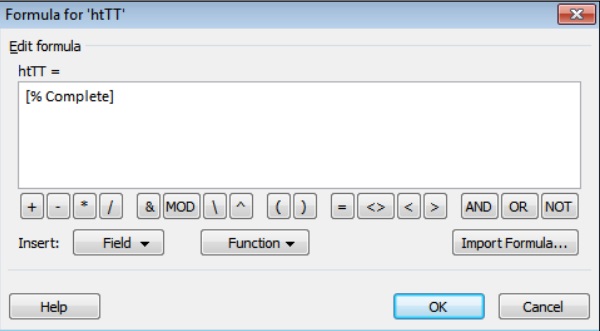 Formula for 'htTT'
Edit formula
htTT =
[% Complete]
+ - * / & MOD \ ^ ( ) = <> < > AND OR NOT
Insert: Field Function Import Formula...
Help OK Cancel